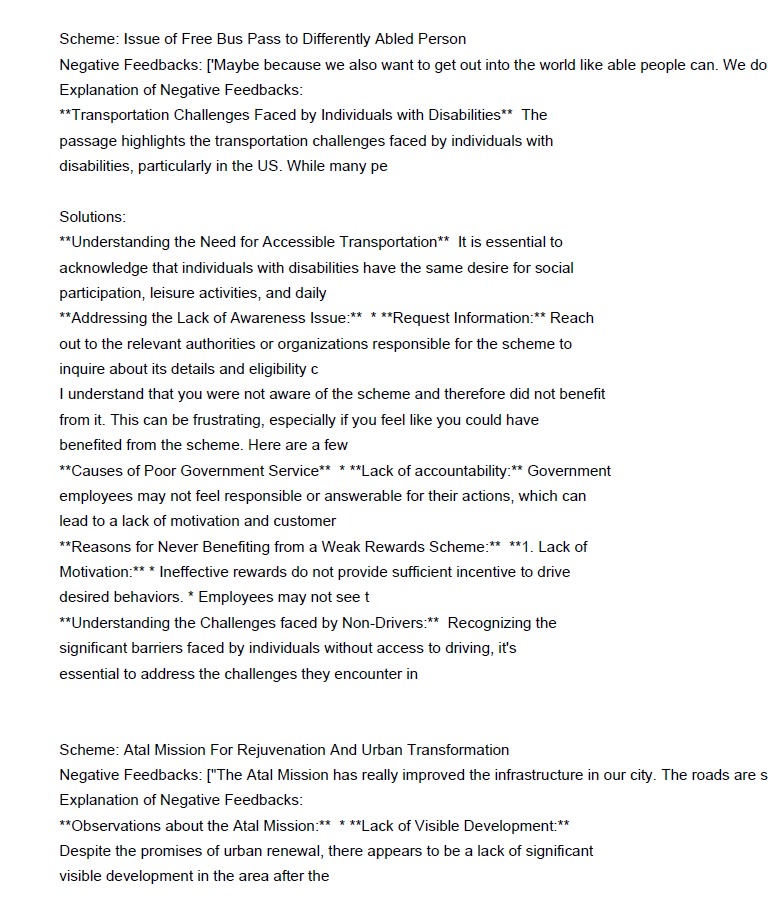 Scheme: Issue of Free Bus Pass to Differently Abled Person
Negative Feedbacks: ['Maybe because we also want to get out into the world like able people can. We do
Explanation of Negative Feedbacks:
**Transportation Challenges Faced by Individuals with Disabilities**  The
passage highlights the transportation challenges faced by individuals with
disabilities, particularly in the US. While many pe
Solutions:
**Understanding the Need for Accessible Transportation**  It is essential to
acknowledge that individuals with disabilities have the same desire for social
participation, leisure activities, and daily
**Addressing the Lack of Awareness Issue:**  * **Request Information:** Reach
out to the relevant authorities or organizations responsible for the scheme to
inquire about its details and eligibility c
I understand that you were not aware of the scheme and therefore did not benefit
from it. This can be frustrating, especially if you feel like you could have
benefited from the scheme. Here are a few
**Causes of Poor Government Service**  * **Lack of accountability:** Government
employees may not feel responsible or answerable for their actions, which can
lead to a lack of motivation and customer
**Reasons for Never Benefiting from a Weak Rewards Scheme:**  **1. Lack of
Motivation:** * Ineffective rewards do not provide sufficient incentive to drive
desired behaviors. * Employees may not see t
**Understanding the Challenges faced by Non-Drivers:**  Recognizing the
significant barriers faced by individuals without access to driving, it's
essential to address the challenges they encounter in
Scheme: Atal Mission For Rejuvenation And Urban Transformation
Negative Feedbacks: ["The Atal Mission has really improved the infrastructure in our city. The roads are s
Explanation of Negative Feedbacks:
**Observations about the Atal Mission:**  * **Lack of Visible Development:**
Despite the promises of urban renewal, there appears to be a lack of significant
visible development in the area after the